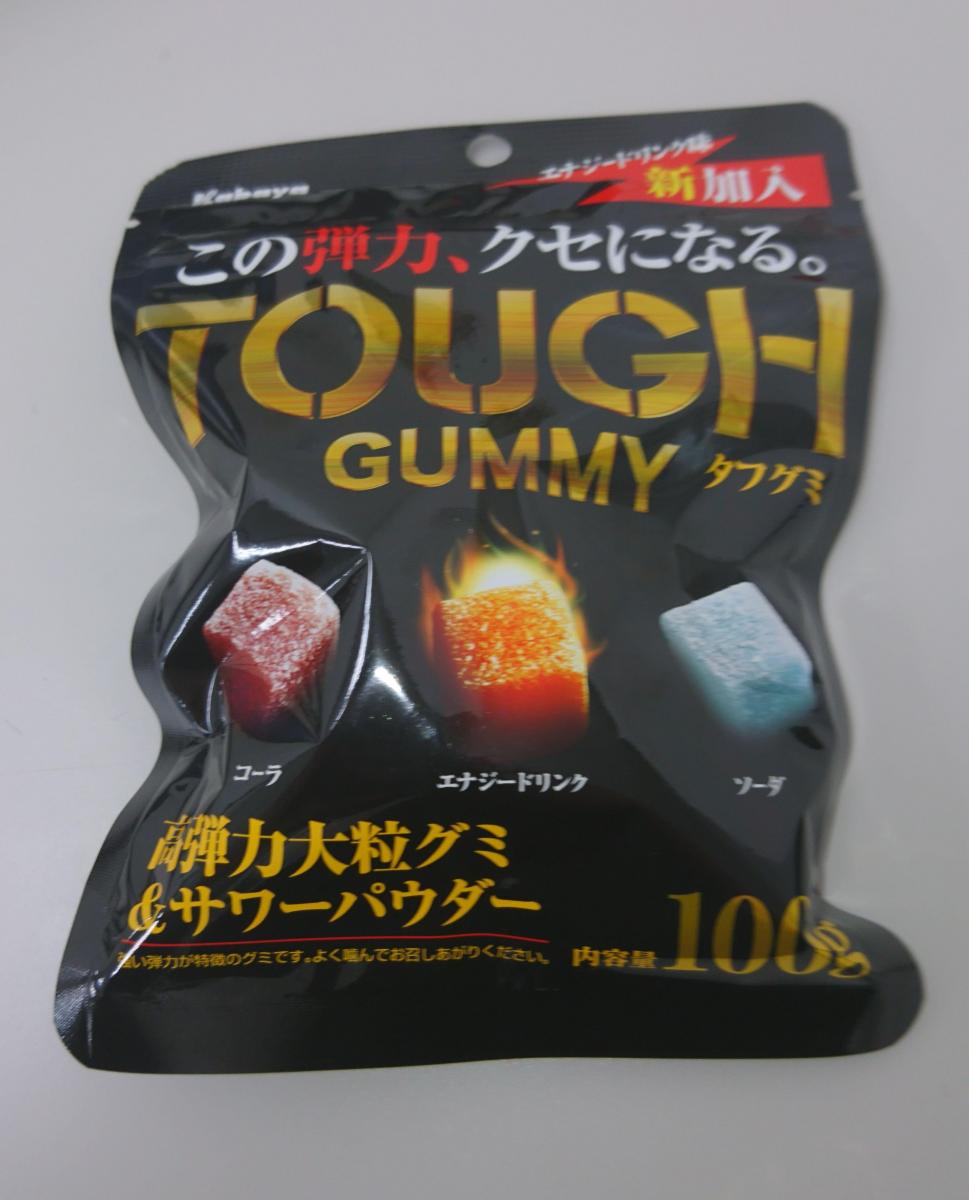 Kabaya
エナジードリンク味
新加入
この弾力、クセになる。
TOUGH
GUMMY タフグミ
コーラ エナジードリンク ソーダ
高弾力大粒グミ
&サワーパウダー
強い弾力が特徴のグミです。よく噛んでお召しあがりください。
内容量100g